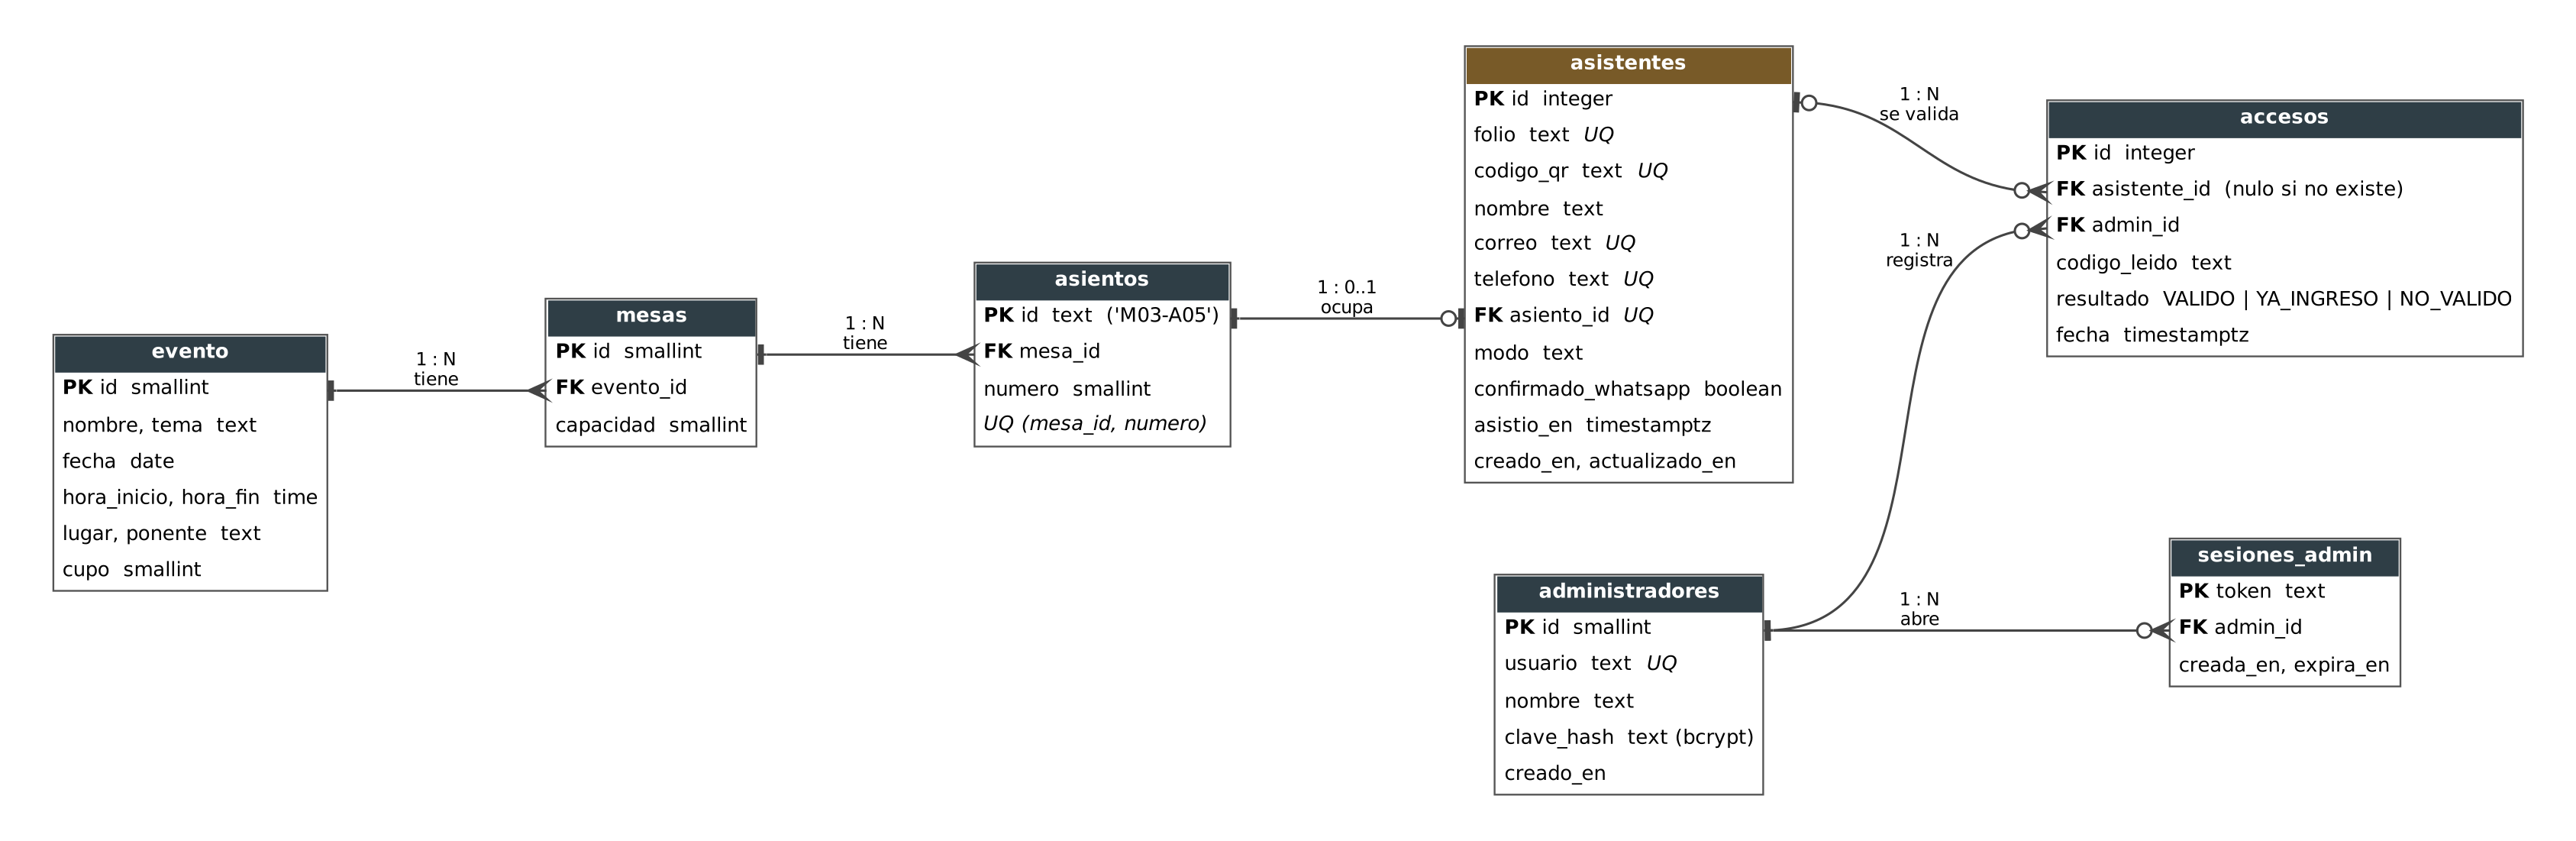 evento
PK id smallint
nombre, tema text
fecha date
hora_inicio, hora_fin time
lugar, ponente text
cupo smallint
1 : N
tiene
mesas
PK id smallint
FK evento_id
capacidad smallint
1 : N
tiene
asientos
PK id text ('M03-A05')
FK mesa_id
numero smallint
UQ (mesa_id, numero)
1 : 0..1
ocupa
asistentes
PK id integer
folio text UQ
codigo_qr text UQ
nombre text
correo text UQ
telefono text UQ
FK asiento_id UQ
modo text
confirmado_whatsapp boolean
asistio_en timestamptz
creado_en, actualizado_en
1 : N
se valida
accesos
PK id integer
FK asistente_id (nulo si no existe)
FK admin_id
codigo_leido text
resultado VALIDO | YA_INGRESO | NO_VALIDO
fecha timestamptz
1 : N
registra
administradores
PK id smallint
usuario text UQ
nombre text
clave_hash text (bcrypt)
creado_en
1 : N
abre
sesiones_admin
PK token text
FK admin_id
creada_en, expira_en